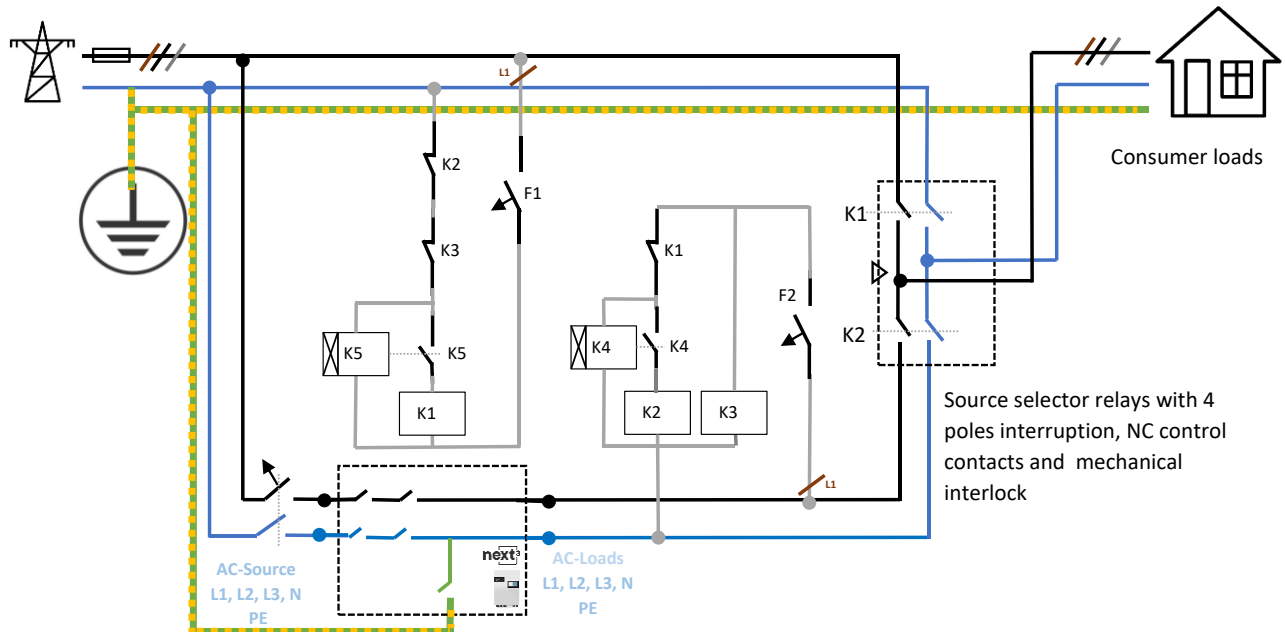 L1
K2
F1
K3
K1
F2
K5
K5
K1
K4
K4
K2
K3
L1
K1
K2
Consumer loads
Source selector relays with 4
poles interruption, NC control
contacts and mechanical
interlock
AC-Source
L1, L2, L3, N
PE
next3
AC-Loads
L1, L2, L3, N
PE